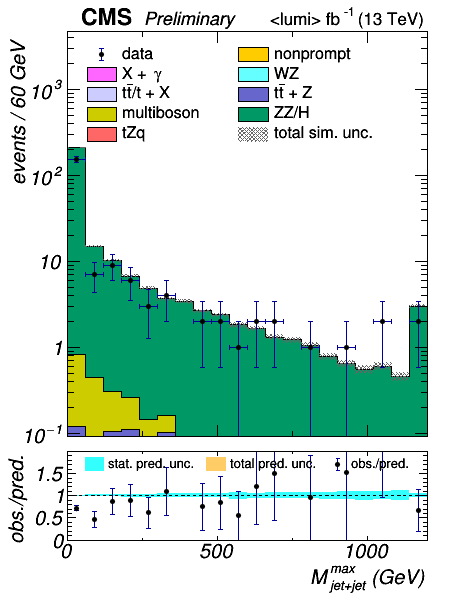 CMS Preliminary <lumi> fb⁻¹ (13 TeV)
events / 60 GeV
data
X + γ
tt̄/t + X
multiboson
tZ̄q
nonprompt
WZ
tt̄ + Z
ZZ/H
total sim. unc.
10³
10²
10
1
10⁻¹
obs./pred.
stat. pred. unc. total pred. unc. obs./pred.
1.5
1
0.5
0
0 500 1000
M^max_jet+jet (GeV)